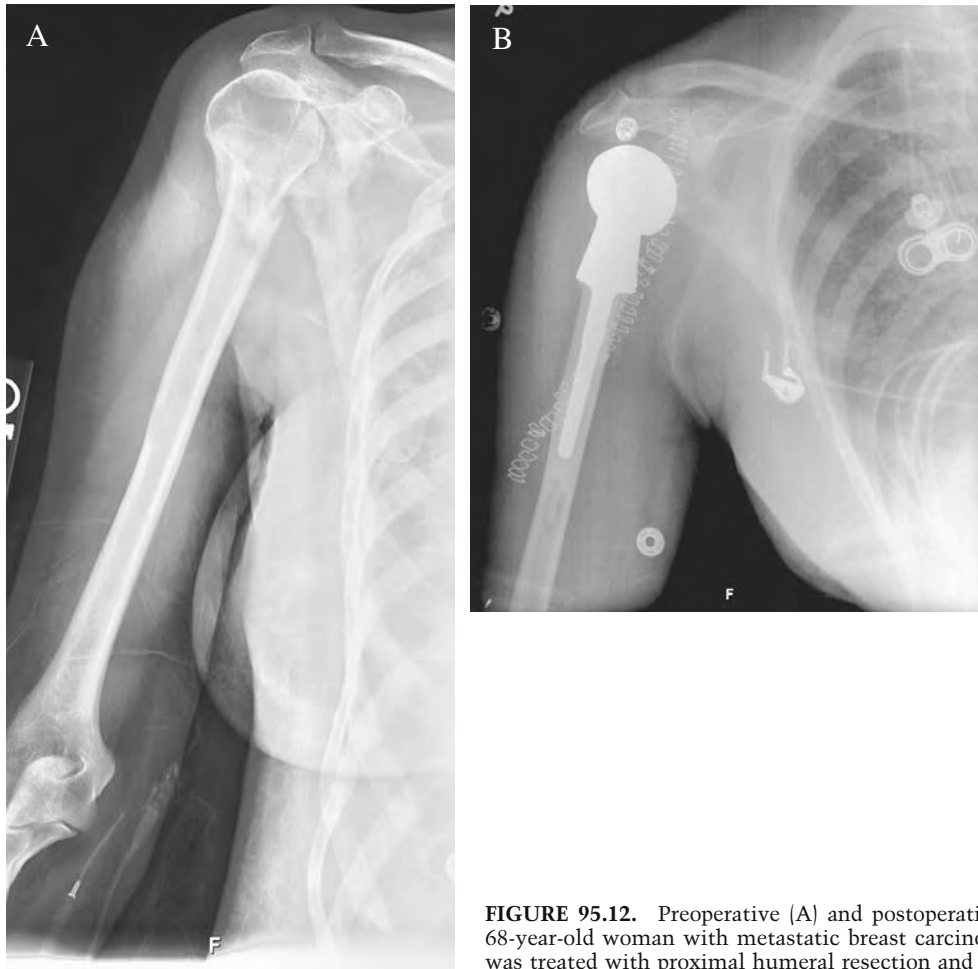 A
B
F
F
FIGURE 95.12. Preoperative (A) and postoperati
68-year-old woman with metastatic breast carcino
was treated with proximal humeral resection and